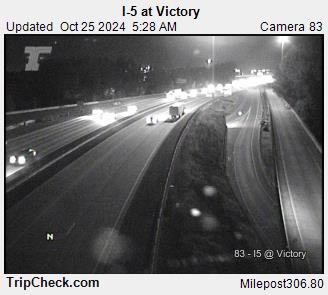 I-5 at Victory
Updated Oct 25 2024 5:28 AM Camera 83
N
83 - I5 @ Victory
TripCheck.com Milepost306.80